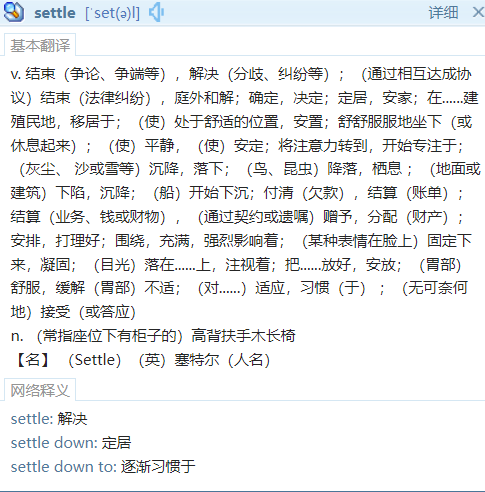 settle ['set(ə)l] 详细
基本翻译
v. 结束（争论、争端等），解决（分歧、纠纷等）；（通过相互达成协
议）结束（法律纠纷），庭外和解；确定，决定；定居，安家；在......建
殖民地，移居于；（使）处于舒适的位置，安置；舒舒服服地坐下（或
休息起来）；（使）平静，（使）安定；将注意力转到，开始专注于；
（灰尘、 沙或雪等）沉降，落下；（鸟、昆虫）降落，栖息 ；（地面或
建筑）下陷，沉降；（船）开始下沉；付清（欠款），结算（账单）；
结算（业务、钱或财物），（通过契约或遗嘱）赠予，分配（财产）；
安排，打理好；围绕，充满，强烈影响着；（某种表情在脸上）固定下
来，凝固；（目光）落在......上，注视着；把......放好，安放；（胃部）
舒服，缓解（胃部）不适；（对......）适应，习惯（于） ；（无可奈何
地）接受（或答应）
n. （常指座位下有柜子的）高背扶手木长椅
【名】（Settle）（英）塞特尔（人名）
网络释义
settle: 解决
settle down: 定居
settle down to: 逐渐习惯于